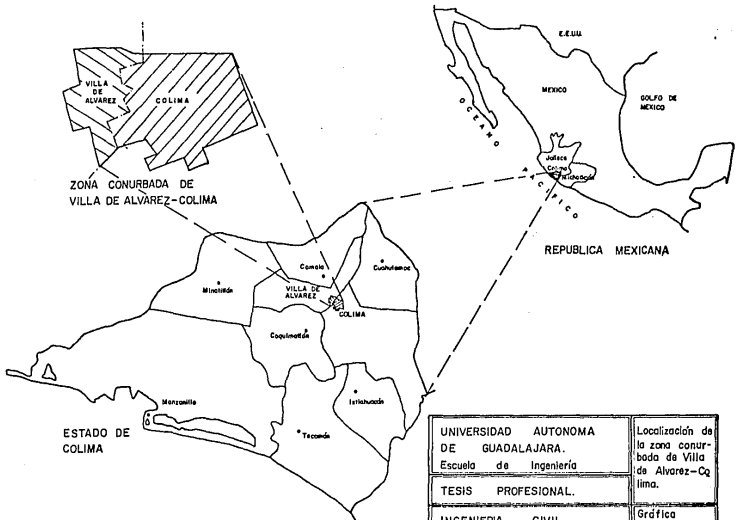 E.E.U.U.
MEXICO
GOLFO DE
MEXICO
OCEANO
PACIFICO
Jalisco
Colima
Michoacán
REPUBLICA MEXICANA
VILLA
DE
ALVAREZ
COLIMA
ZONA CONURBADA DE
VILLA DE ALVAREZ-COLIMA
Comala
Cuahutemoc
Minatitlán
VILLA DE
ALVAREZ
COLIMA
Coquimatlán
Manzanillo
Ixtlahuacán
Tecomán
ESTADO DE
COLIMA
UNIVERSIDAD AUTONOMA
DE GUADALAJARA.
Escuela de Ingeniería
TESIS PROFESIONAL.
INGENIERIA CIVIL
Localización de
la zona conur-
bada de Villa
de Alvarez-Co
lima.
Gráfica